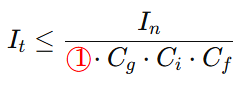 I_t ≤ I_n / (① · C_g · C_i · C_f)